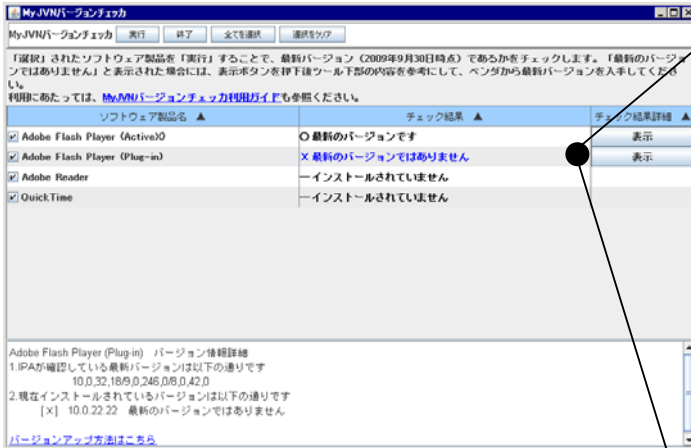 MyJVNバージョンチェッカ
MyJVNバージョンチェッカ 実行 終了 全てを選択 選択をクリア
「選択」されたソフトウェア製品を「実行」することで、最新バージョン（2009年9月30日時点）であるかをチェックします。「最新のバージョ
ンではありません」と表示された場合には、表示ボタンを押下後ツール下部の内容を参考にして、ベンダから最新バージョンを入手してくださ
い。
利用にあたっては、MyJVNバージョンチェッカ利用ガイドも参照ください。
ソフトウェア製品名 ▲ チェック結果 ▲ チェック結果詳細 ▲
Adobe Flash Player (ActiveX) O 最新のバージョンです 表示
Adobe Flash Player (Plug-in) X 最新のバージョンではありません 表示
Adobe Reader ーインストールされていません
QuickTime ーインストールされていません
Adobe Flash Player (Plug-in) バージョン情報詳細
1.IPAが確認している最新バージョンは以下の通りです
10,0,32,18/9,0,246,0/8,0,42,0
2.現在インストールされているバージョンは以下の通りです
[×] 10.0.22.22 最新のバージョンではありません
バージョンアップ方法はこちら